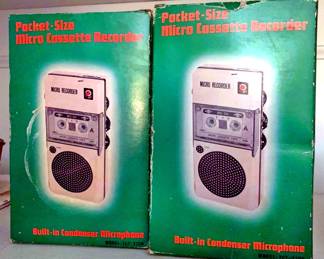 Pocket-Size
Micro Cassette Recorder
MICRO RECORDER
A
Built-in Condenser Microphone
Pocket-Size
Micro Cassette Recorder
MICRO RECORDER
A
Built-in Condenser Microphone